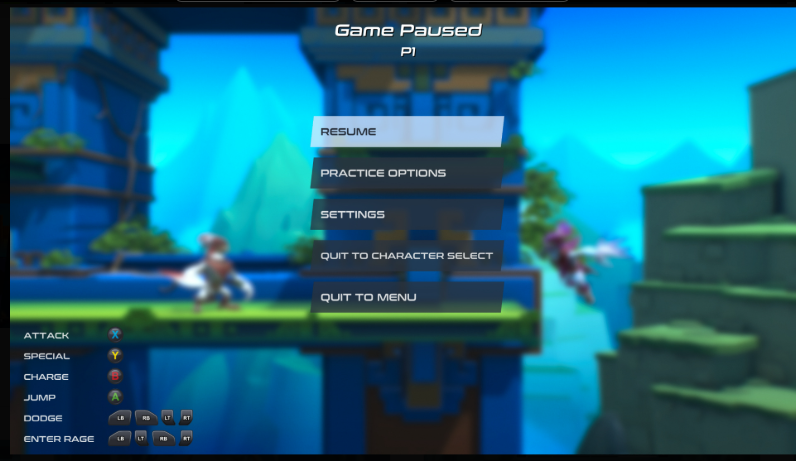 Game Paused
P1
RESUME
PRACTICE OPTIONS
SETTINGS
QUIT TO CHARACTER SELECT
QUIT TO MENU
ATTACK X
SPECIAL Y
CHARGE B
JUMP A
DODGE LB RB LT RT
ENTER RAGE LB LT RB RT